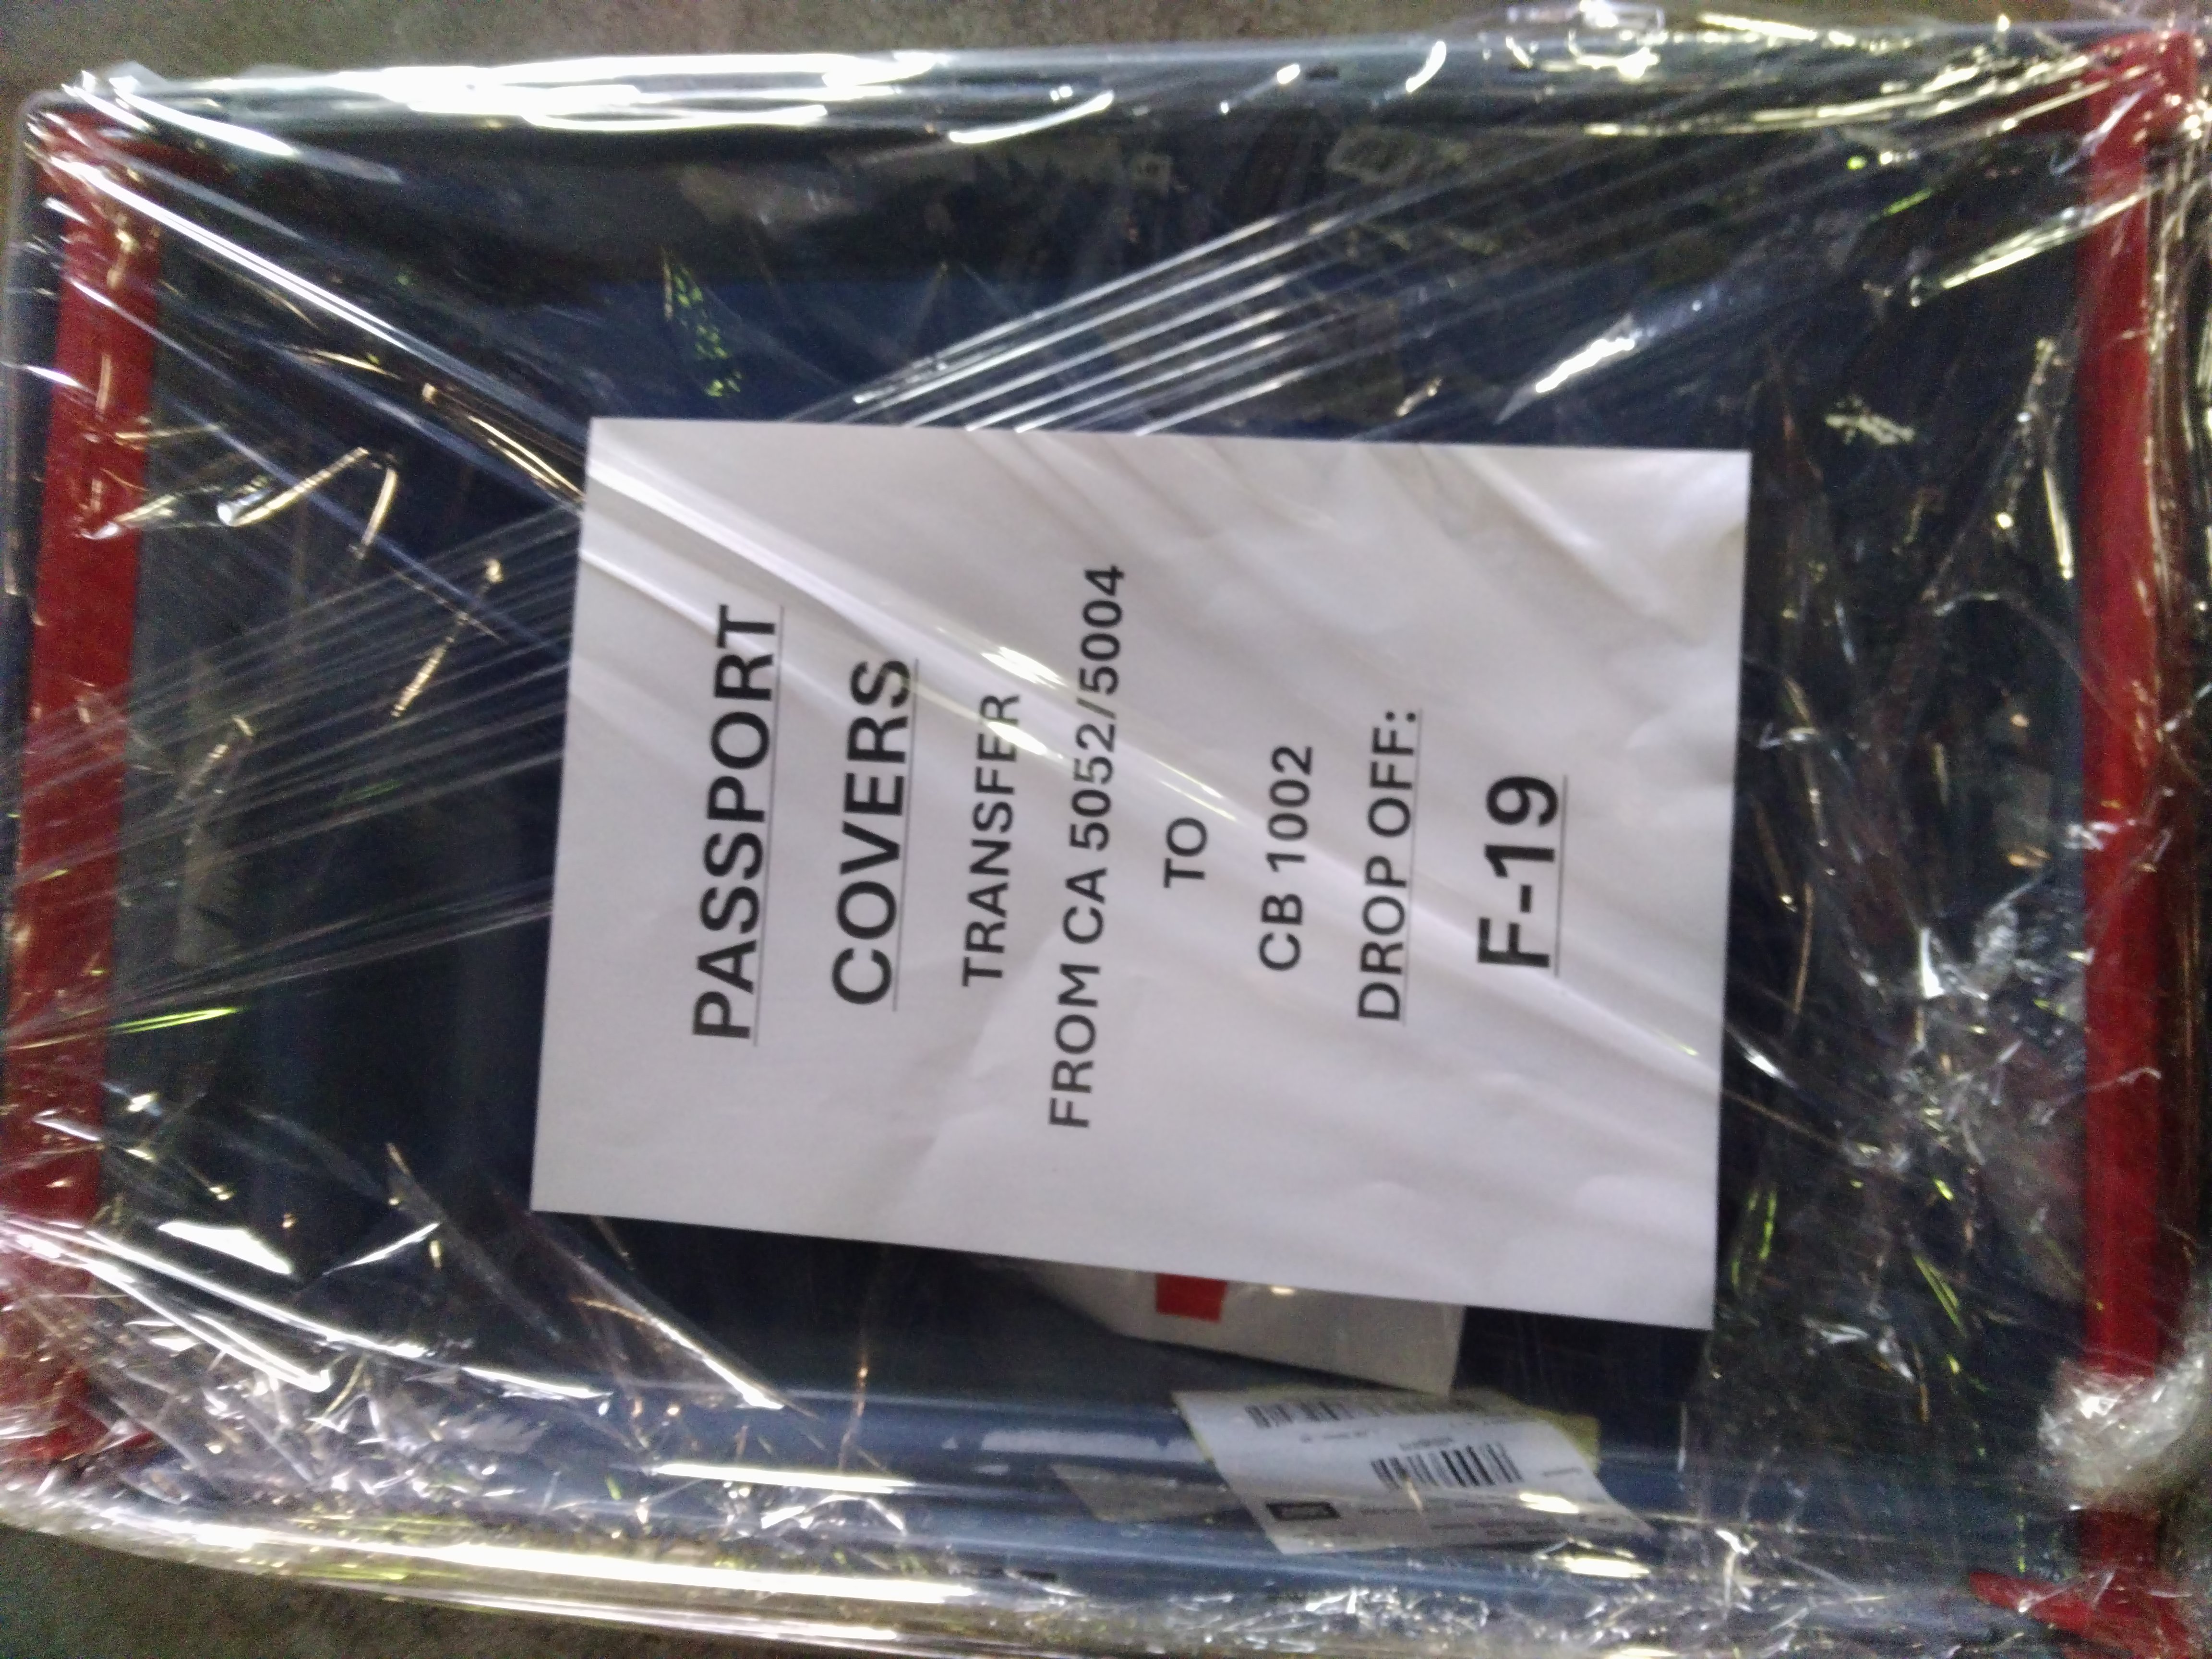 PASSPORT
COVERS
TRANSFER
FROM CA 5052/5004
TO
CB 1002
DROP OFF:
F-19